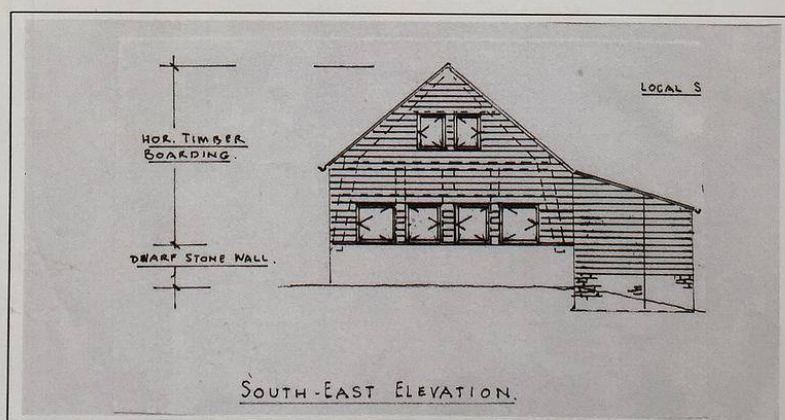 LOCAL S
HOR. TIMBER
BOARDING.
DWARF STONE WALL.
SOUTH-EAST ELEVATION.